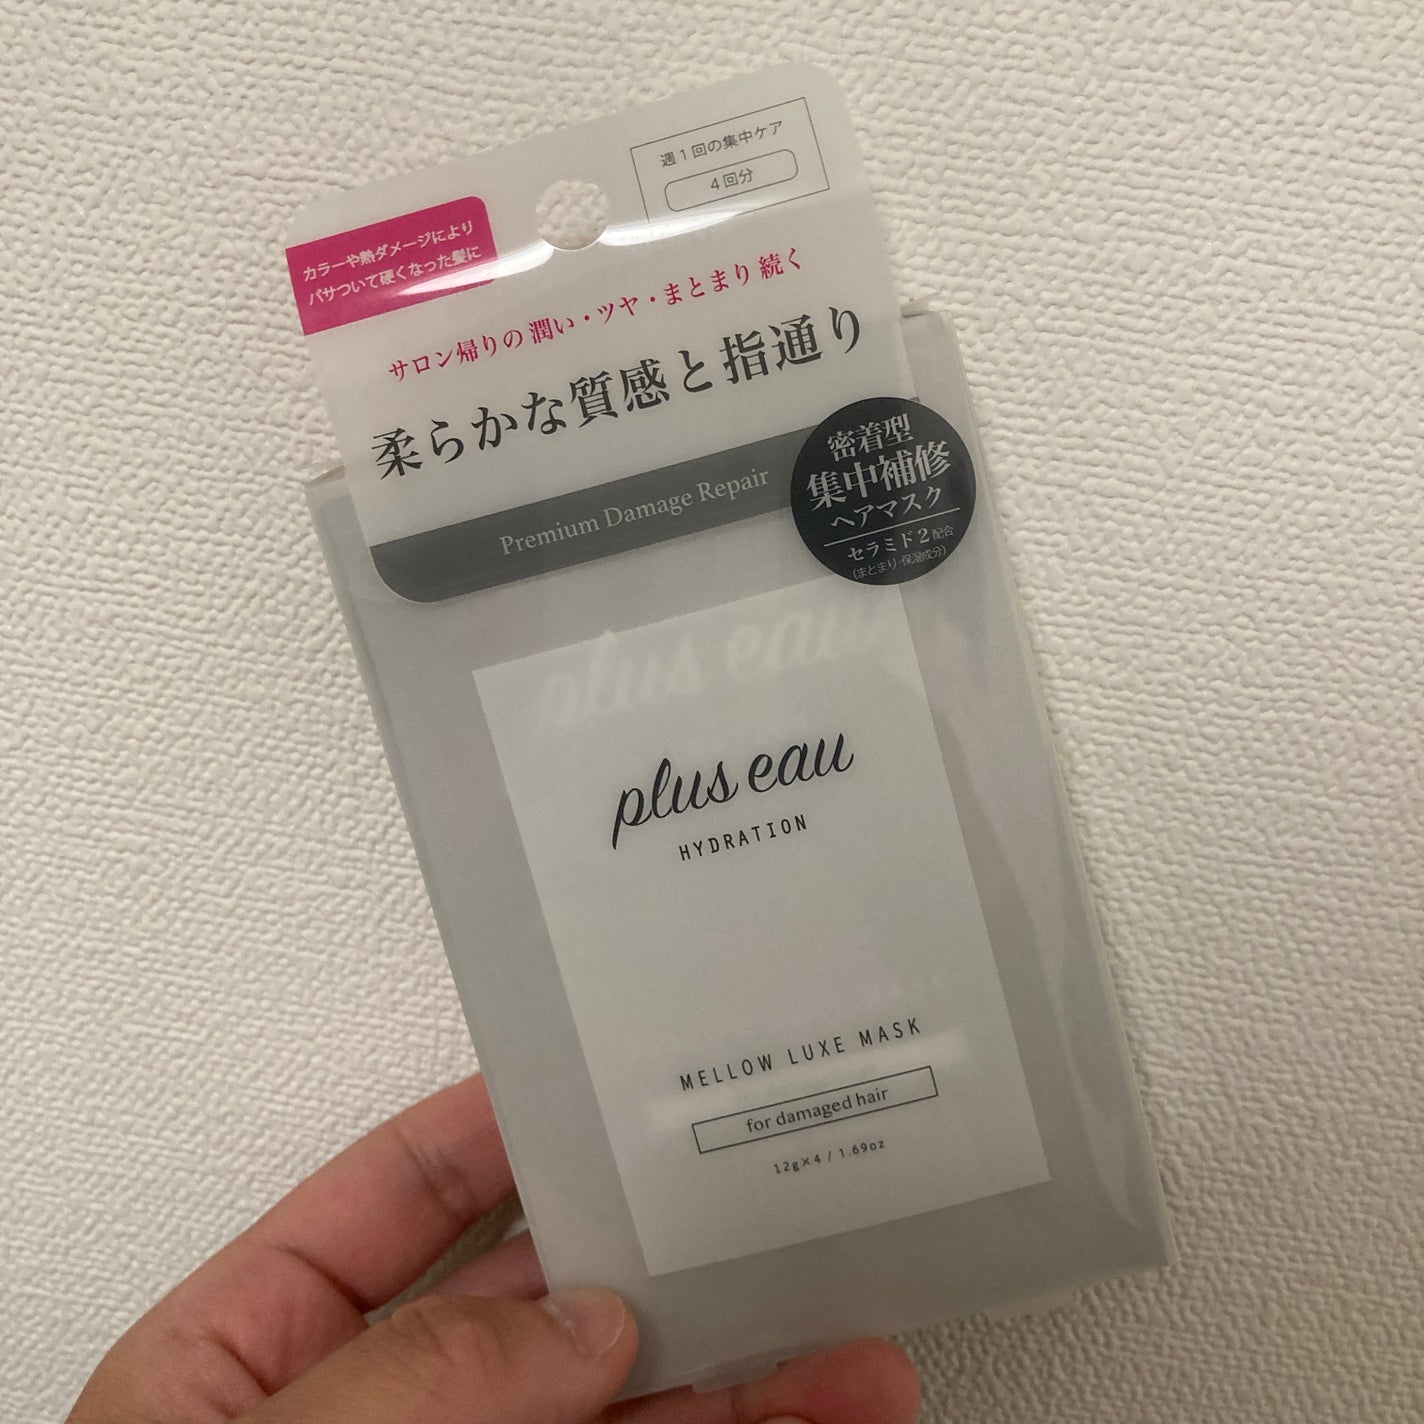 週1回の集中ケア
4回分
カラーや熱ダメージにより
パサついて硬くなった髪に
サロン帰りの潤い・ツヤ・まとまり続く
柔らかな質感と指通り
Premium Damage Repair
密着型
集中補修
ヘアマスク
セラミド2配合
(まとまり・保湿成分)
plus eau
plus eau
HYDRATION
MELLOW LUXE MASK
for damaged hair
12g×4 / 1.69oz